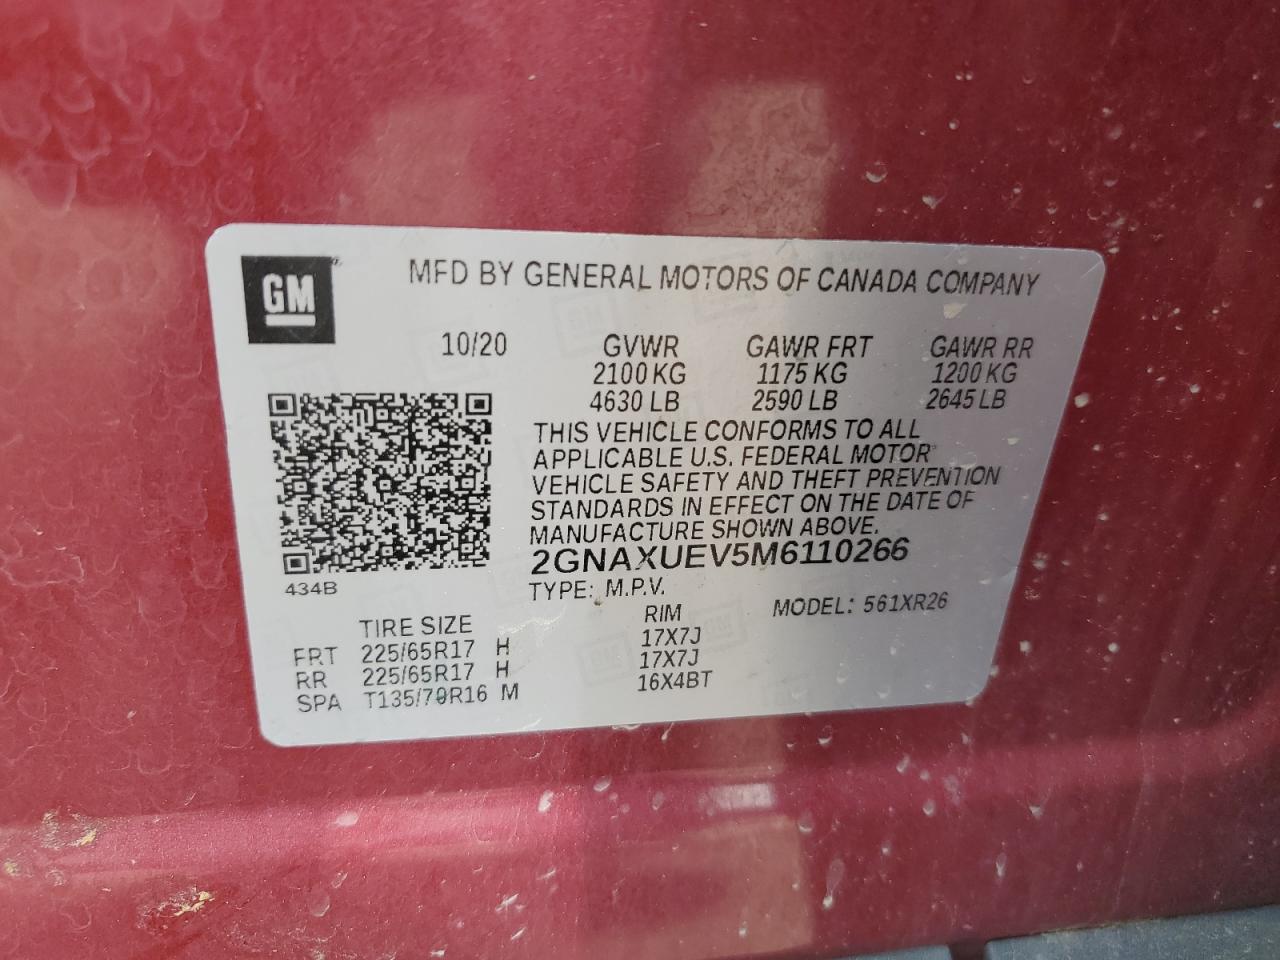 GM
MFD BY GENERAL MOTORS OF CANADA COMPANY
10/20 GVWR GAWR FRT GAWR RR
2100 KG 1175 KG 1200 KG
4630 LB 2590 LB 2645 LB
THIS VEHICLE CONFORMS TO ALL
APPLICABLE U.S. FEDERAL MOTOR
VEHICLE SAFETY AND THEFT PREVENTION
STANDARDS IN EFFECT ON THE DATE OF
MANUFACTURE SHOWN ABOVE.
2GNAXUEV5M6110266
434B
TYPE: M.P.V. MODEL: 561XR26
TIRE SIZE RIM
FRT 225/65R17 H 17X7J
RR 225/65R17 H 17X7J
SPA T135/70R16 M 16X4BT